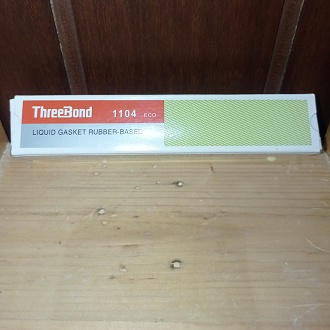 ThreeBond 1104 ECO
LIQUID GASKET RUBBER-BASED